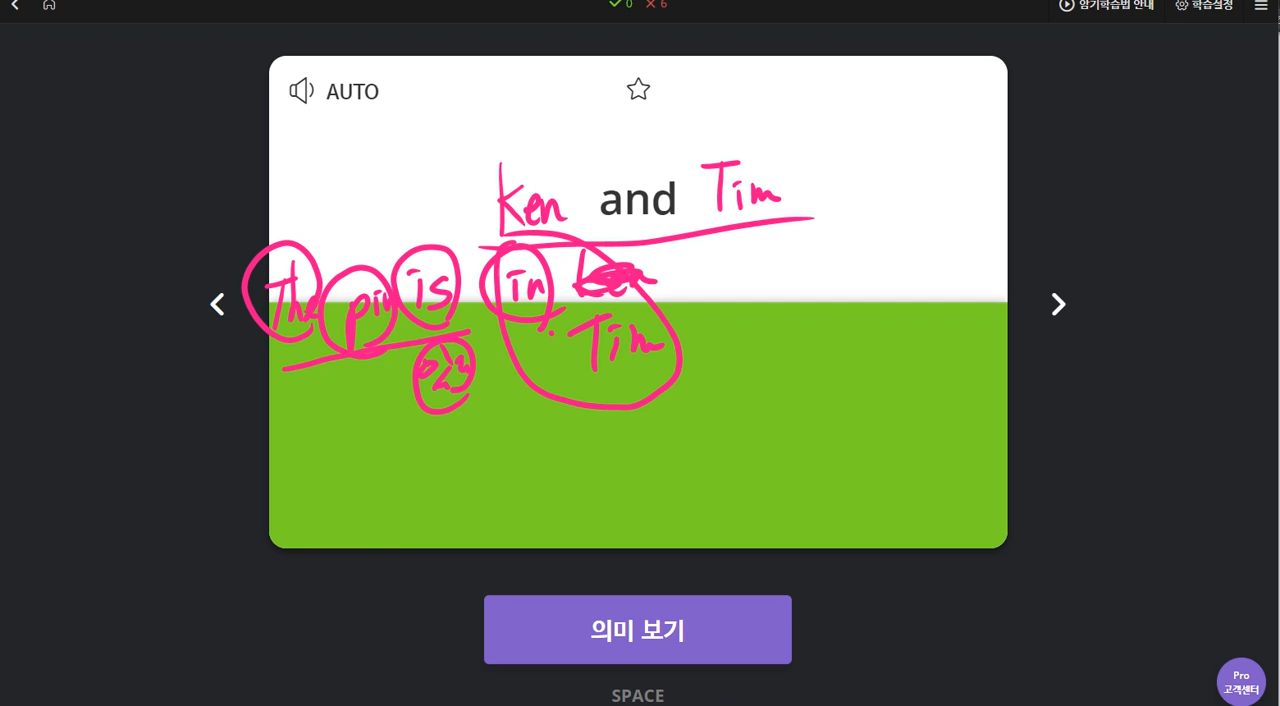 0 6 암기학습법 안내 학습설정
AUTO
Ken and Tim
The pin is in
Tim
의미 보기
SPACE
Pro
고객센터